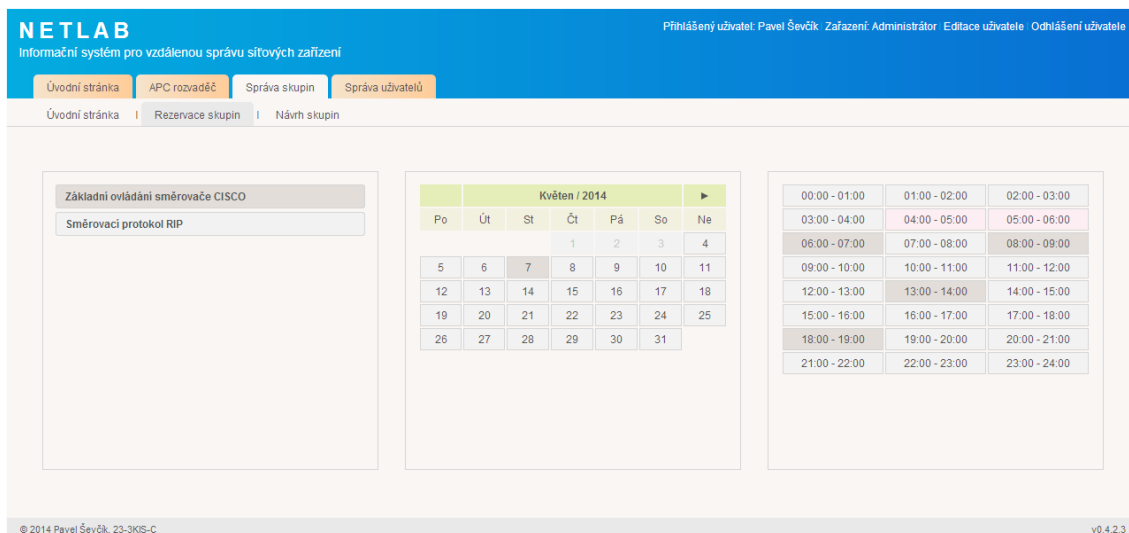 NETLAB
Informační systém pro vzdálenou správu síťových zařízení
Přihlášený uživatel: Pavel Ševčík | Zařazení: Administrátor | Editace uživatele | Odhlášení uživatele
Úvodní stránka APC rozvaděč Správa skupin Správa uživatelů
Úvodní stránka | Rezervace skupin | Návrh skupin
Základní ovládání směrovače CISCO
Směrovací protokol RIP
Květen / 2014 ►
Po Út St Čt Pá So Ne
1 2 3 4
5 6 7 8 9 10 11
12 13 14 15 16 17 18
19 20 21 22 23 24 25
26 27 28 29 30 31
00:00 - 01:00 01:00 - 02:00 02:00 - 03:00
03:00 - 04:00 04:00 - 05:00 05:00 - 06:00
06:00 - 07:00 07:00 - 08:00 08:00 - 09:00
09:00 - 10:00 10:00 - 11:00 11:00 - 12:00
12:00 - 13:00 13:00 - 14:00 14:00 - 15:00
15:00 - 16:00 16:00 - 17:00 17:00 - 18:00
18:00 - 19:00 19:00 - 20:00 20:00 - 21:00
21:00 - 22:00 22:00 - 23:00 23:00 - 24:00
© 2014 Pavel Ševčík, 23-3KIS-C
v0.4.2.3